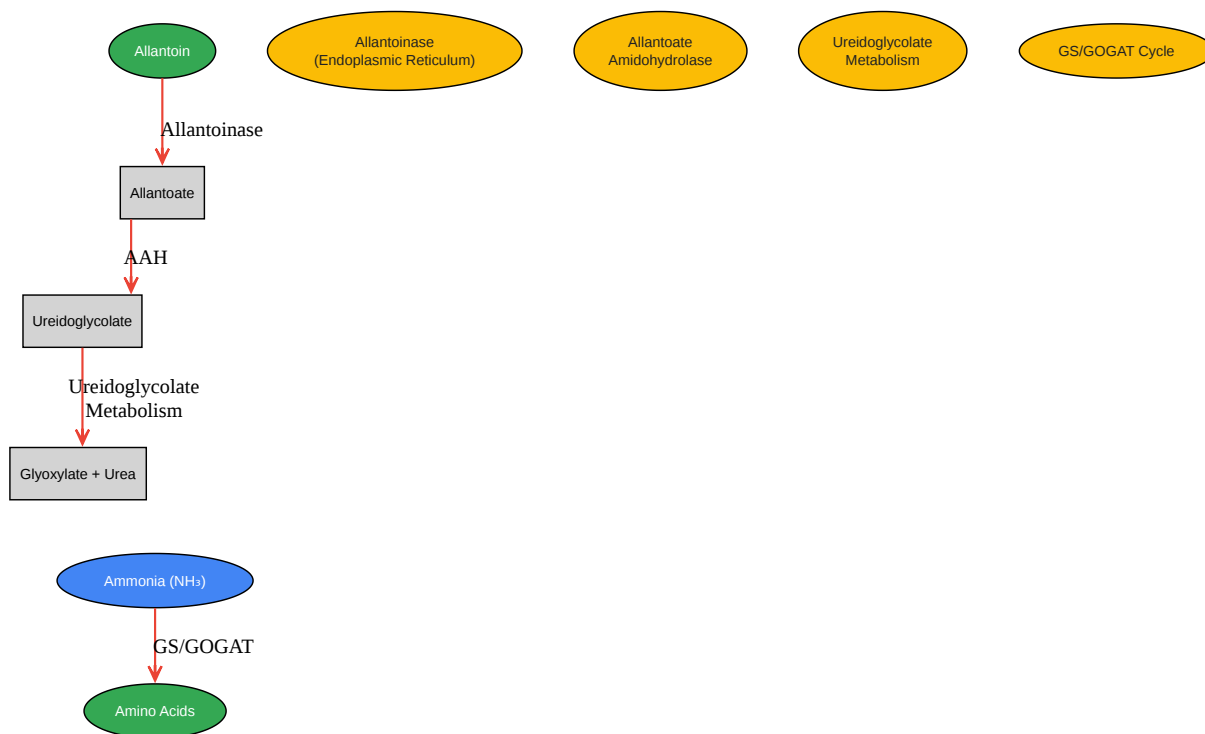 Allantoin
Allantoinase
(Endoplasmic Reticulum)
Allantoate
Amidohydrolase
Ureidoglycolate
Metabolism
GS/GOGAT Cycle
Allantoinase
Allantoate
AAH
Ureidoglycolate
Ureidoglycolate
Metabolism
Glyoxylate + Urea
Ammonia (NH₃)
GS/GOGAT
Amino Acids